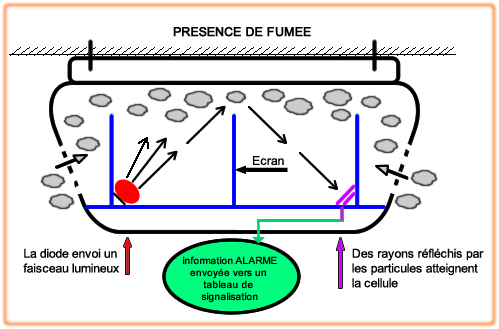 PRESENCE DE FUMEE
Ecran
La diode envoi un
faisceau lumineux
information ALARME
envoyée vers un
tableau de
signalisation
Des rayons réfléchis par
les particules atteignent
la cellule